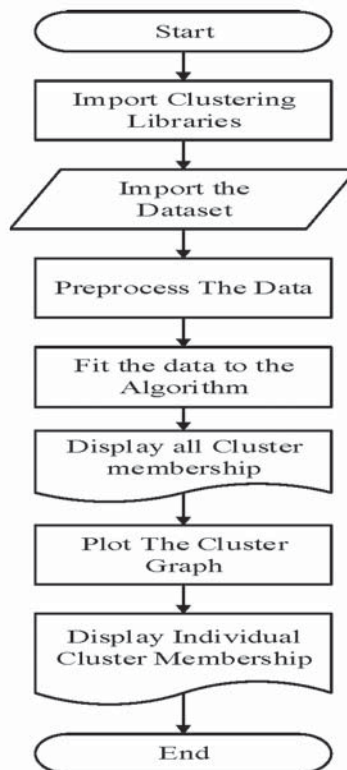 Start
Import Clustering
Libraries
Import the
Dataset
Preprocess The Data
Fit the data to the
Algorithm
Display all Cluster
membership
Plot The Cluster
Graph
Display Individual
Cluster Membership
End